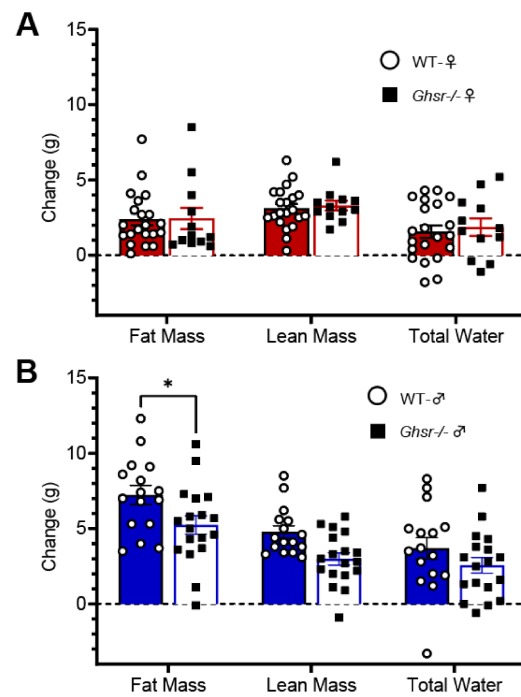 A
15
10
5
0
Change (g)
WT-♀
Ghsr-/-♀
Fat Mass
Lean Mass
Total Water
B
15
10
5
0
Change (g)
*
WT-♂
Ghsr-/-♂
Fat Mass
Lean Mass
Total Water